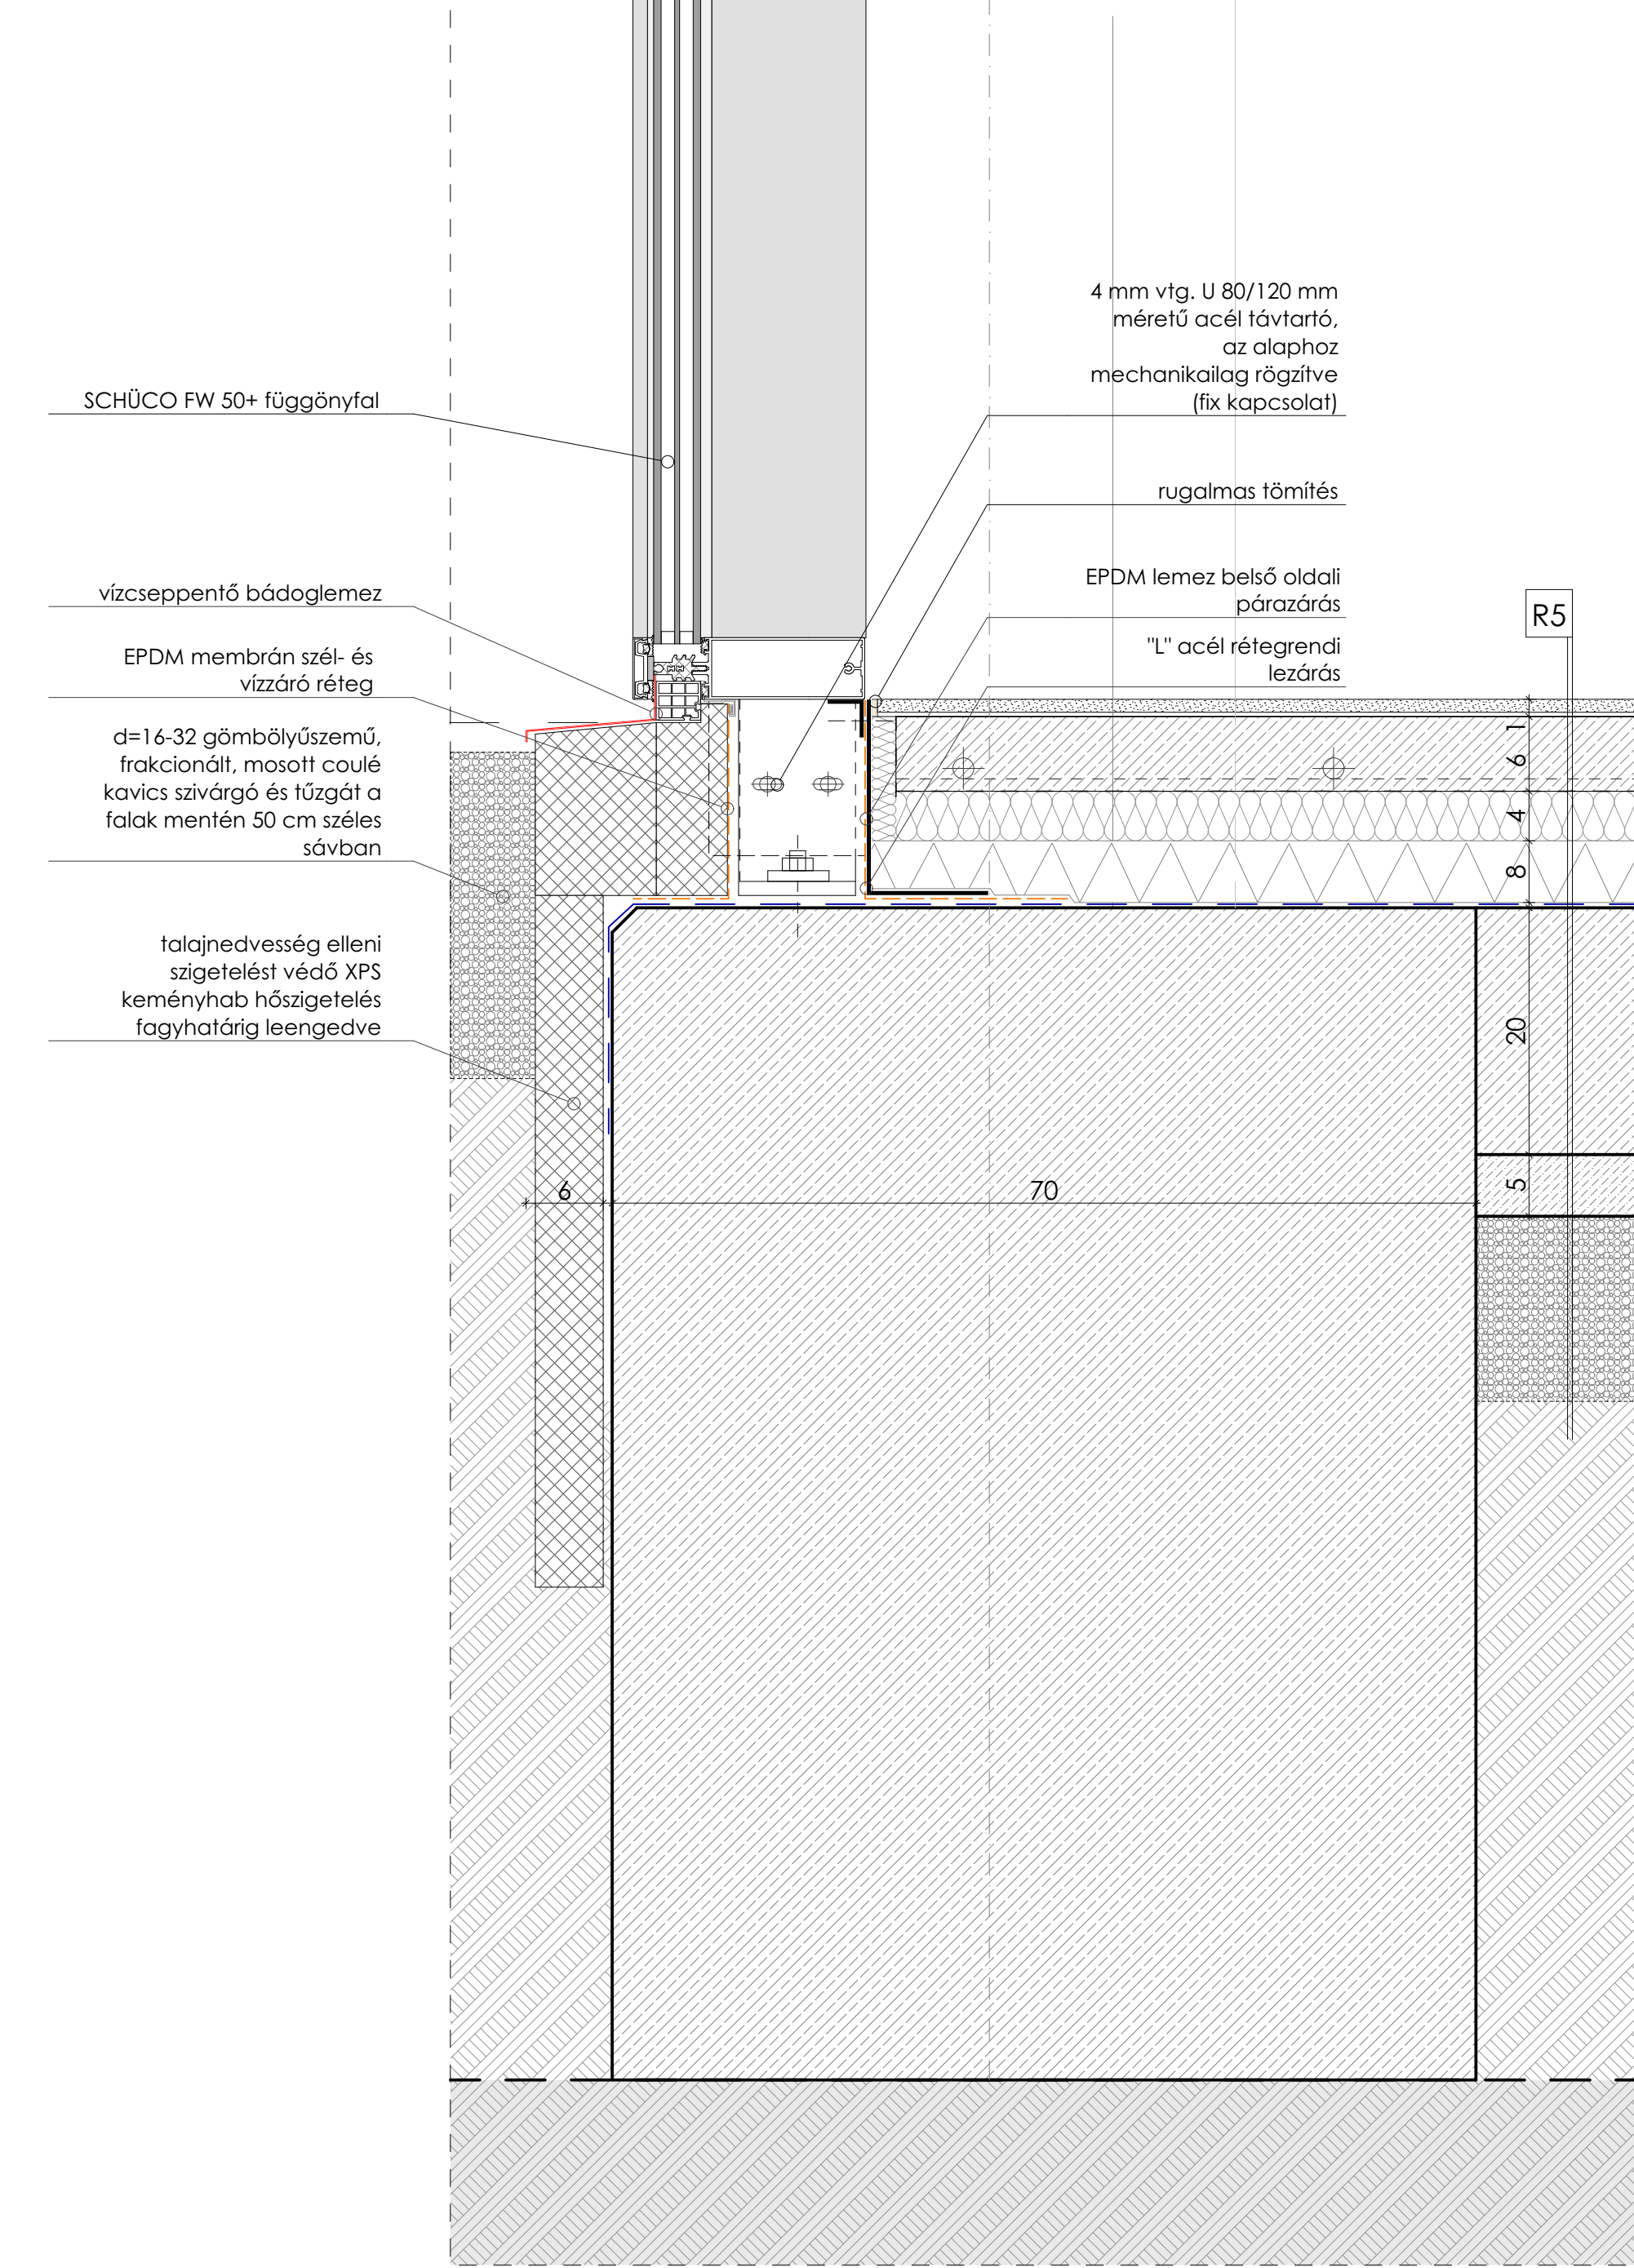 SCHÜCO FW 50+ függönyfal
vízcseppentő bádoglemez
EPDM membrán szél- és
vízzáró réteg
d=16-32 gömbölyűszemű,
frakcionált, mosott coulé
kavics szivárgó és tűzgát a
falak mentén 50 cm széles
sávban
talajnedvesség elleni
szigetelést védő XPS
keményhab hőszigetelés
fagyhatárig leengedve
4 mm vtg. U 80/120 mm
méretű acél távtartó,
az alaphoz
mechanikailag rögzítve
(fix kapcsolat)
rugalmas tömítés
EPDM lemez belső oldali
párazárás
"L" acél rétegrendi
lezárás
R5
1
6
4
8
20
5
6
70